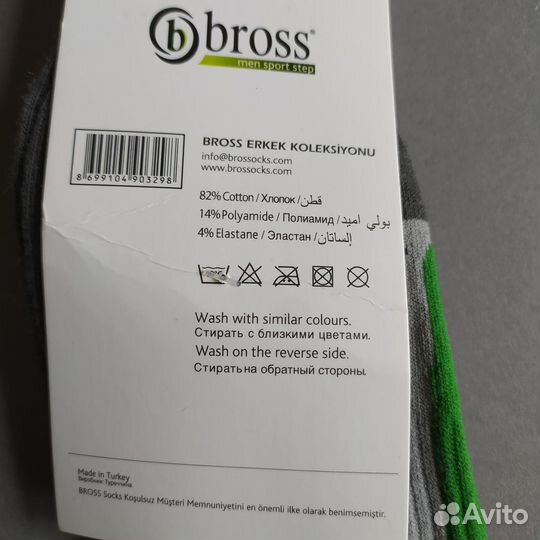 b bross®
men sport step
BROSS ERKEK KOLEKSİYONU
info@brossocks.com
www.brossocks.com
8 699104 903298
82% Cotton / Хлопок / قطن
14% Polyamide / Полиамид / بولي اميد
4% Elastane / Эластан / إلساتان
Wash with similar colours.
Стирать с близкими цветами.
Wash on the reverse side.
Стирать на обратный стороны.
Made in Turkey
Виробник: Туреччина
BROSS Socks Koşulsuz Müşteri Memnuniyetini en önemli ilke olarak benimsemiştir.
Avito